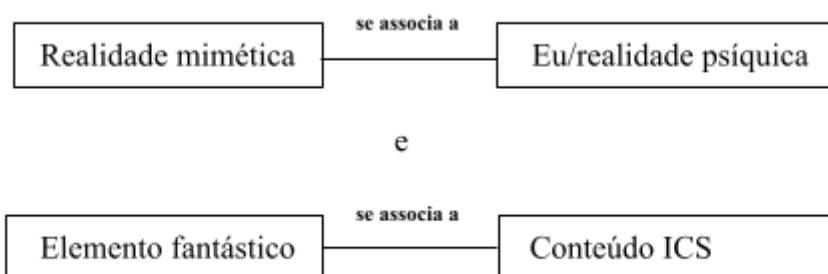 se associa a
Realidade mimética
Eu/realidade psíquica
e
se associa a
Elemento fantástico
Conteúdo ICS